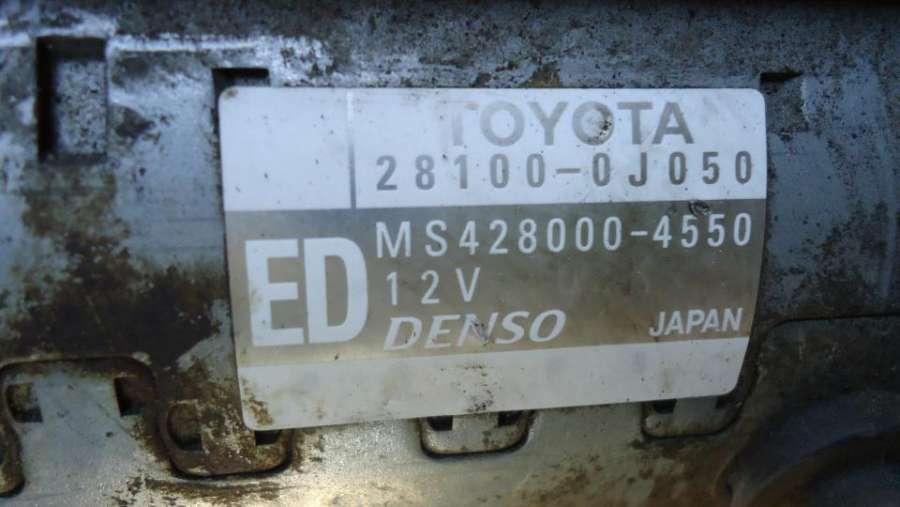 TOYOTA
28100-0J050
ED
MS428000-4550
12V
DENSO JAPAN